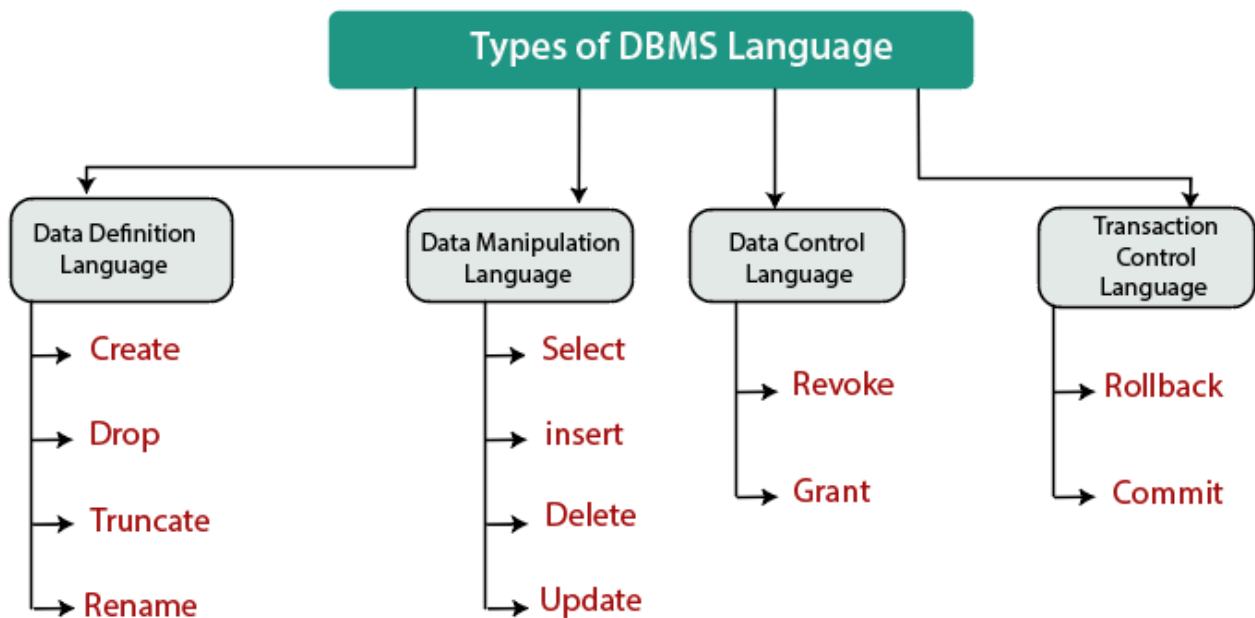 Types of DBMS Language
Data Definition
Language
Create
Drop
Truncate
Rename
Data Manipulation
Language
Select
insert
Delete
Update
Data Control
Language
Revoke
Grant
Transaction
Control
Language
Rollback
Commit